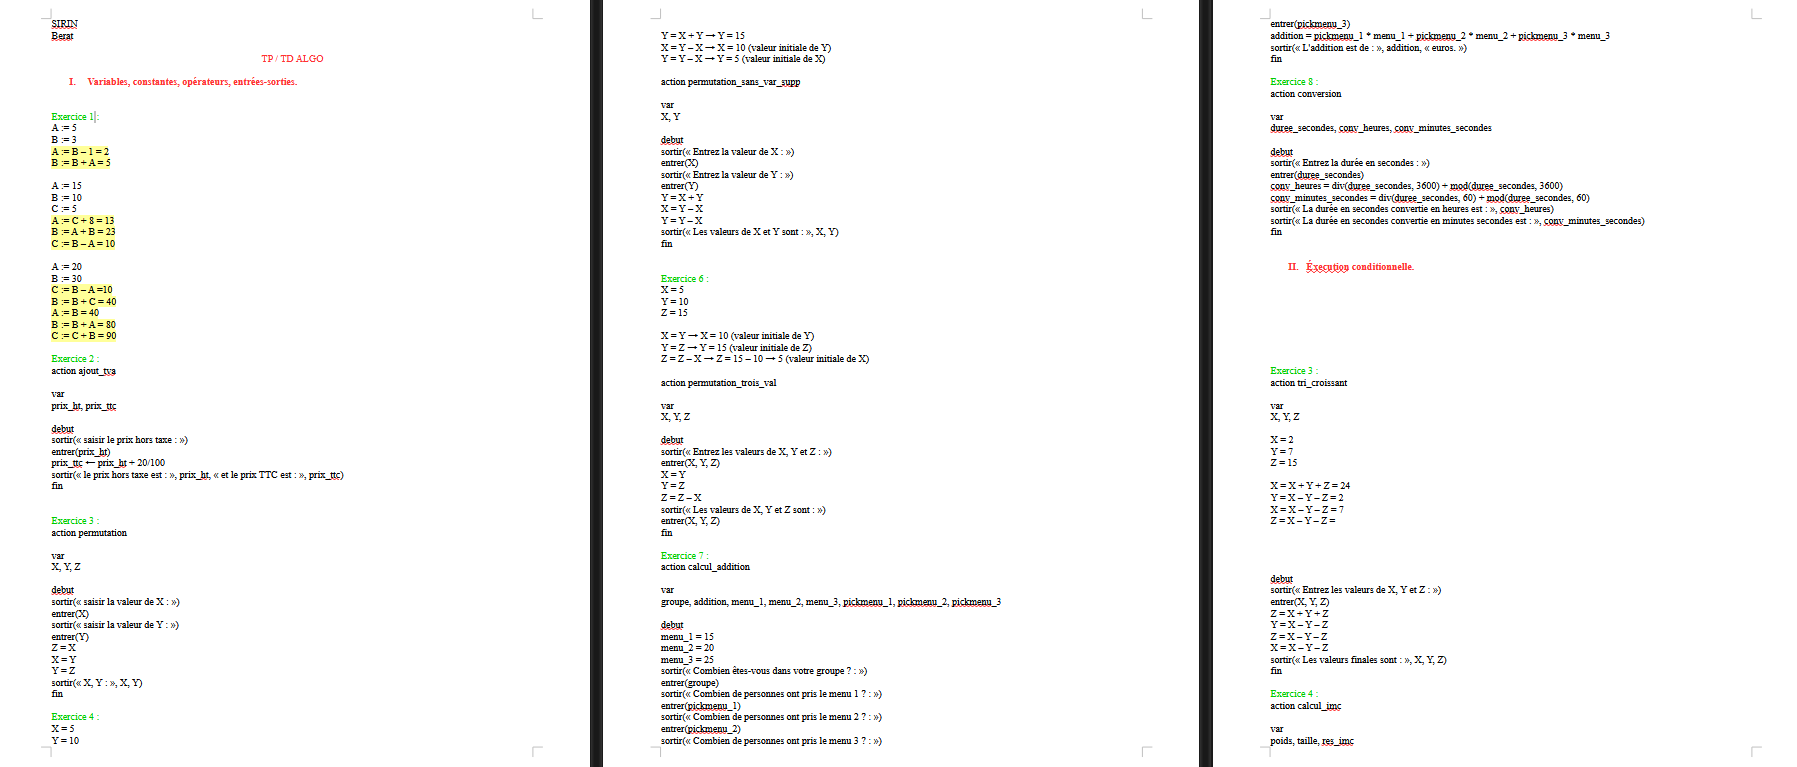 SIRIN
Berat
TP / TD ALGO
I. Variables, constantes, opérateurs, entrées-sorties.
Exercice 1 :
A := 5
B := 3
A := B – 1 = 2
B := B + A = 5
A := 15
B := 10
C := 5
A := C + 8 = 13
B := A + B = 23
C := B – A = 10
A := 20
B := 30
C := B – A =10
B := B + C = 40
A := B = 40
B := B + A = 80
C := C + B = 90
Exercice 2 :
action ajout_tva
var
prix_ht, prix_ttc
debut
sortir(« saisir le prix hors taxe : »)
entrer(prix_ht)
prix_ttc ← prix_ht + 20/100
sortir(« le prix hors taxe est : », prix_ht, « et le prix TTC est : », prix_ttc)
fin
Exercice 3 :
action permutation
var
X, Y, Z
debut
sortir(« saisir la valeur de X : »)
entrer(X)
sortir(« saisir la valeur de Y : »)
entrer(Y)
Z = X
X = Y
Y = Z
sortir(« X, Y : », X, Y)
fin
Exercice 4 :
X = 5
Y = 10
Y = X + Y → Y = 15
X = Y – X → X = 10 (valeur initiale de Y)
Y = Y – X → Y = 5 (valeur initiale de X)
action permutation_sans_var_supp
var
X, Y
debut
sortir(« Entrez la valeur de X : »)
entrer(X)
sortir(« Entrez la valeur de Y : »)
entrer(Y)
Y = X + Y
X = Y – X
Y = Y – X
sortir(« Les valeurs de X et Y sont : », X, Y)
fin
Exercice 6 :
X = 5
Y = 10
Z = 15
X = Y → X = 10 (valeur initiale de Y)
Y = Z → Y = 15 (valeur initiale de Z)
Z = Z – X → Z = 15 – 10 → 5 (valeur initiale de X)
action permutation_trois_val
var
X, Y, Z
debut
sortir(« Entrez les valeurs de X, Y et Z : »)
entrer(X, Y, Z)
X = Y
Y = Z
Z = Z – X
sortir(« Les valeurs de X, Y et Z sont : »)
entrer(X, Y, Z)
fin
Exercice 7 :
action calcul_addition
var
groupe, addition, menu_1, menu_2, menu_3, pickmenu_1, pickmenu_2, pickmenu_3
debut
menu_1 = 15
menu_2 = 20
menu_3 = 25
sortir(« Combien êtes-vous dans votre groupe ? : »)
entrer(groupe)
sortir(« Combien de personnes ont pris le menu 1 ? : »)
entrer(pickmenu_1)
sortir(« Combien de personnes ont pris le menu 2 ? : »)
entrer(pickmenu_2)
sortir(« Combien de personnes ont pris le menu 3 ? : »)
entrer(pickmenu_3)
addition = pickmenu_1 * menu_1 + pickmenu_2 * menu_2 + pickmenu_3 * menu_3
sortir(« L'addition est de : », addition, « euros. »)
fin
Exercice 8 :
action conversion
var
duree_secondes, conv_heures, conv_minutes_secondes
debut
sortir(« Entrez la durée en secondes : »)
entrer(duree_secondes)
conv_heures = div(duree_secondes, 3600) + mod(duree_secondes, 3600)
conv_minutes_secondes = div(duree_secondes, 60) + mod(duree_secondes, 60)
sortir(« La durée en secondes convertie en heures est : », conv_heures)
sortir(« La durée en secondes convertie en minutes secondes est : », conv_minutes_secondes)
fin
II. Éxecution conditionnelle.
Exercice 3 :
action tri_croissant
var
X, Y, Z
X = 2
Y = 7
Z = 15
X = X + Y + Z = 24
Y = X – Y – Z = 2
X = X – Y – Z = 7
Z = X – Y – Z =
debut
sortir(« Entrez les valeurs de X, Y et Z : »)
entrer(X, Y, Z)
Z = X + Y + Z
Y = X – Y – Z
Z = X – Y – Z
X = X – Y – Z
sortir(« Les valeurs finales sont : », X, Y, Z)
fin
Exercice 4 :
action calcul_imc
var
poids, taille, res_imc